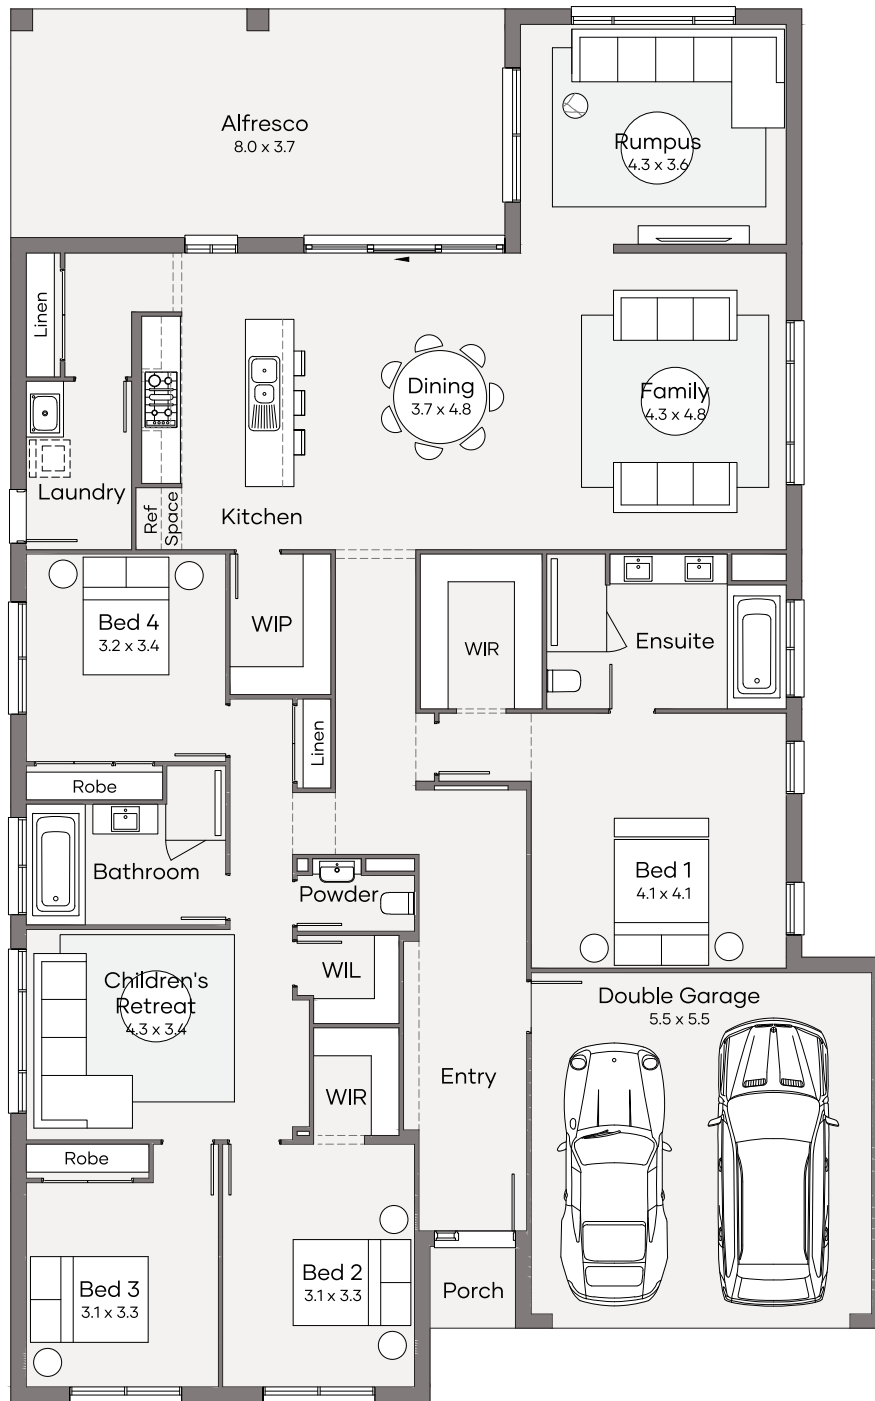 Alfresco
8.0 x 3.7
Rumpus
4.3 x 3.6
Linen
Dining
3.7 x 4.8
Family
4.3 x 4.8
Laundry
Ref
Space
Kitchen
Bed 4
3.2 x 3.4
WIP
WIR
Ensuite
Linen
Robe
Bathroom
Powder
Bed 1
4.1 x 4.1
Children's
Retreat
4.3 x 3.4
WIL
Double Garage
5.5 x 5.5
Entry
WIR
Robe
Bed 3
3.1 x 3.3
Bed 2
3.1 x 3.3
Porch